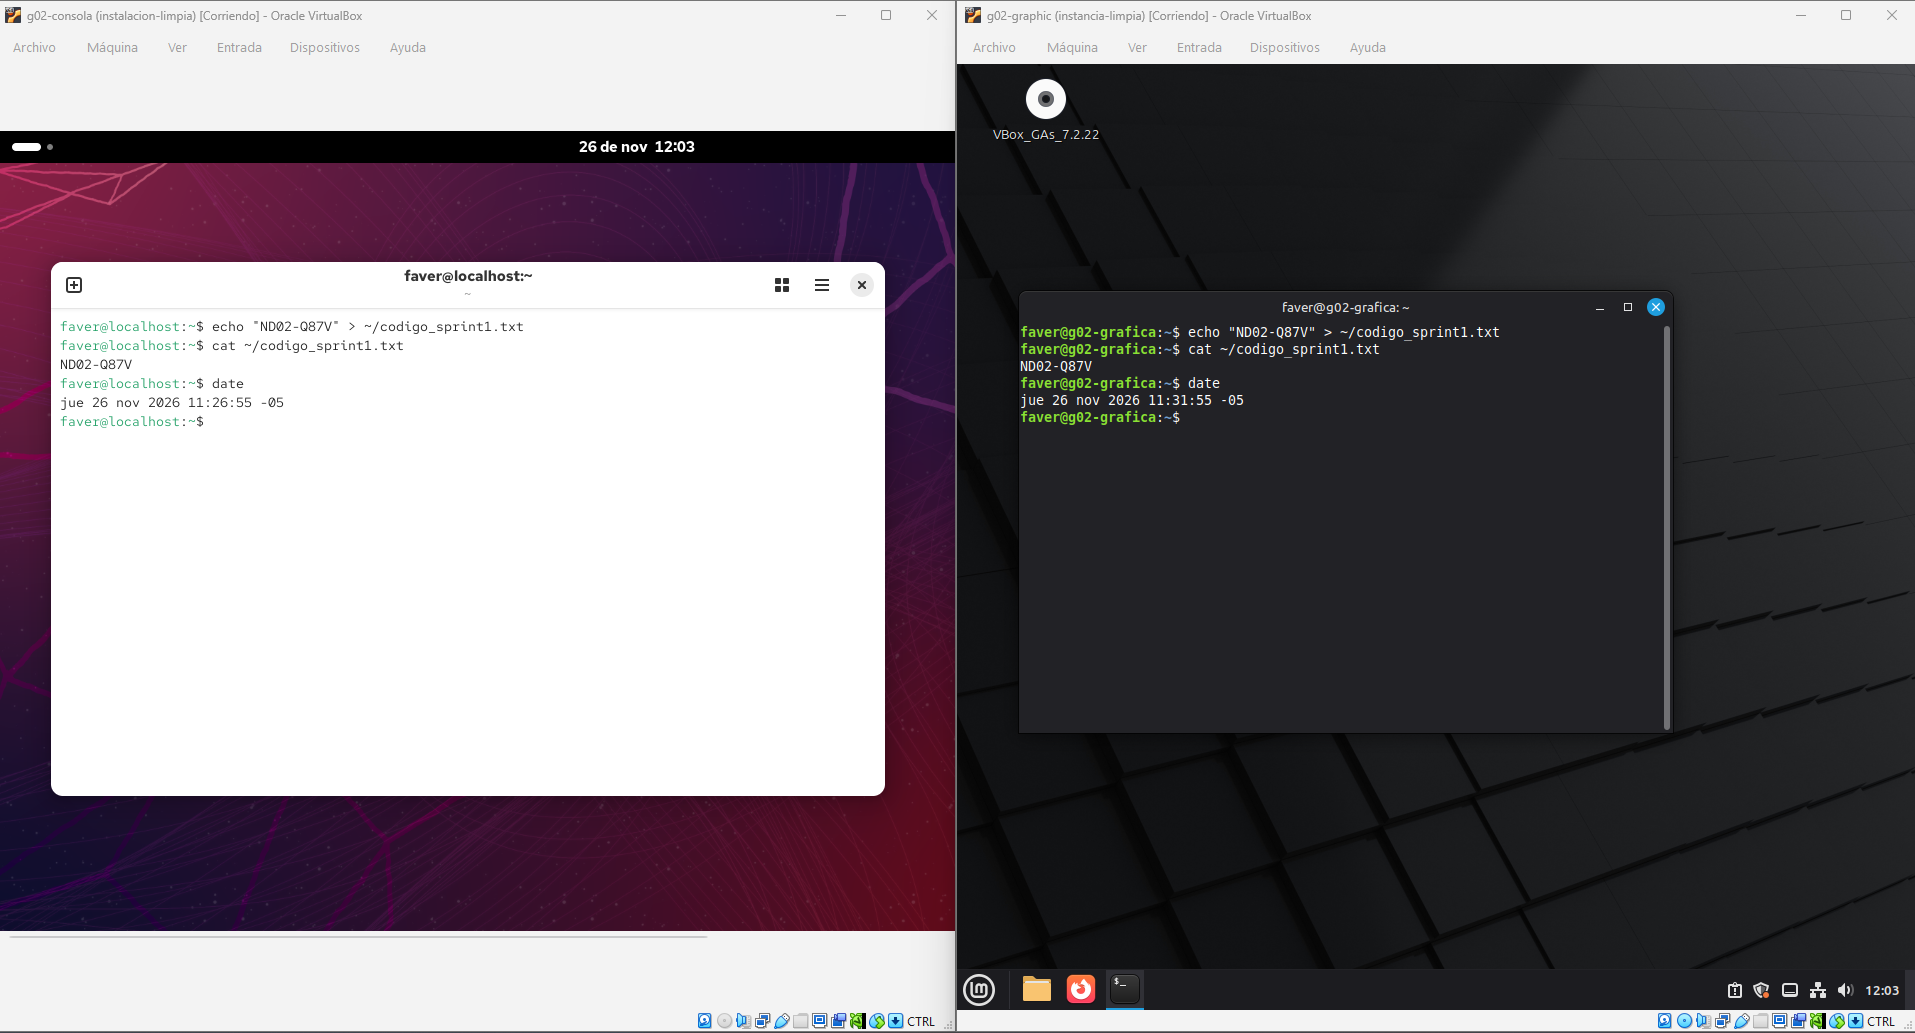 g02-consola (instalacion-limpia) [Corriendo] - Oracle VirtualBox
Archivo Máquina Ver Entrada Dispositivos Ayuda
26 de nov 12:03
faver@localhost:~
~
faver@localhost:~$ echo "ND02-Q87V" > ~/codigo_sprint1.txt
faver@localhost:~$ cat ~/codigo_sprint1.txt
ND02-Q87V
faver@localhost:~$ date
jue 26 nov 2026 11:26:55 -05
faver@localhost:~$
CTRL
g02-graphic (instancia-limpia) [Corriendo] - Oracle VirtualBox
Archivo Máquina Ver Entrada Dispositivos Ayuda
VBox_GAs_7.2.22
faver@g02-grafica: ~
faver@g02-grafica:~$ echo "ND02-Q87V" > ~/codigo_sprint1.txt
faver@g02-grafica:~$ cat ~/codigo_sprint1.txt
ND02-Q87V
faver@g02-grafica:~$ date
jue 26 nov 2026 11:31:55 -05
faver@g02-grafica:~$
12:03
CTRL